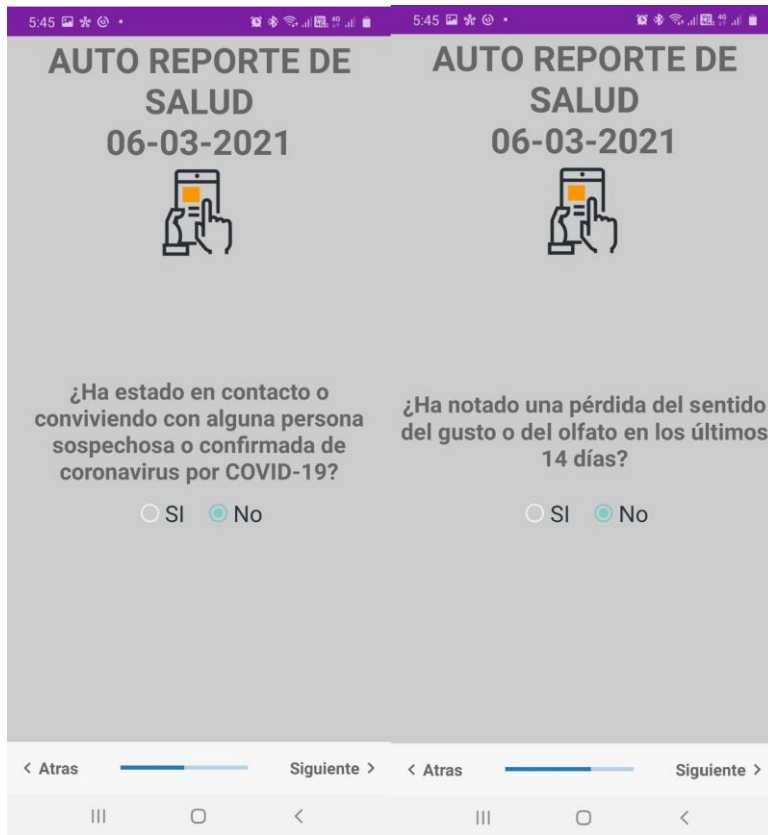 5:45
AUTO REPORTE DE
SALUD
06-03-2021
¿Ha estado en contacto o
conviviendo con alguna persona
sospechosa o confirmada de
coronavirus por COVID-19?
SI No
< Atras Siguiente >
5:45
AUTO REPORTE DE
SALUD
06-03-2021
¿Ha notado una pérdida del sentido
del gusto o del olfato en los últimos
14 días?
SI No
< Atras Siguiente >